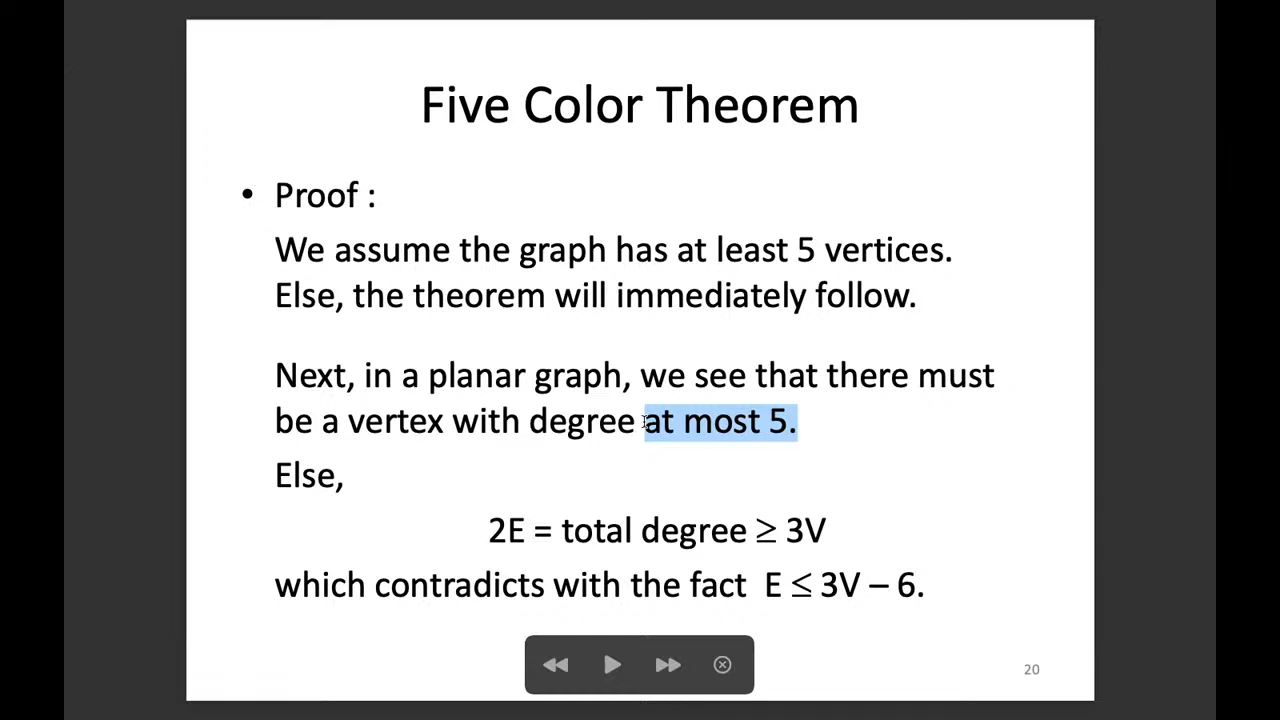 Five Color Theorem
• Proof :
We assume the graph has at least 5 vertices.
Else, the theorem will immediately follow.
Next, in a planar graph, we see that there must
be a vertex with degree at most 5.
Else,
2E = total degree ≥ 3V
which contradicts with the fact E ≤ 3V – 6.
20